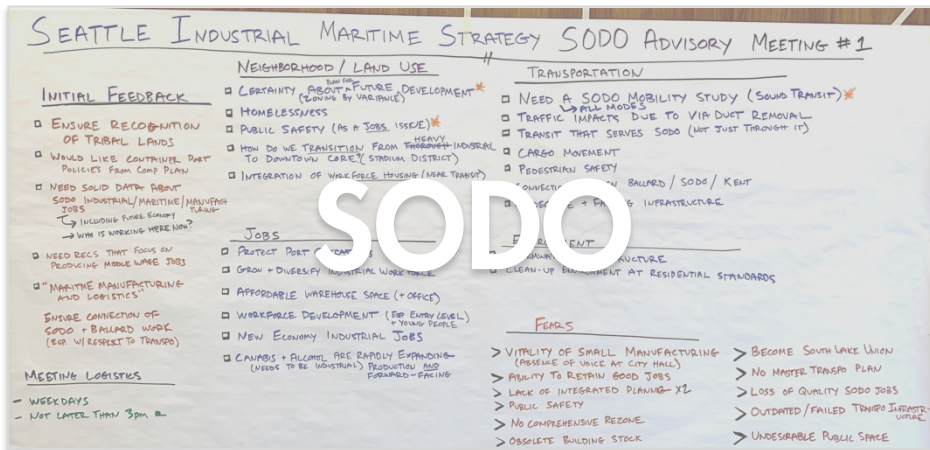 SEATTLE INDUSTRIAL MARITIME STRATEGY SODO ADVISORY MEETING #1
INITIAL FEEDBACK
ENSURE RECOGNITION
OF TRIBAL LANDS
WOULD LIKE CONTAINER PORT
POLICIES FROM COMP PLAN
NEED SOLID DATA ABOUT
SODO INDUSTRIAL/MARITIME/MANUFAC
TURING
JOBS
INCLUDING FUTURE ECONOMY
WHO IS WORKING HERE NOW?
NEED RECS THAT FOCUS ON
PRODUCING MIDDLE WAGE JOBS
"MARITIME MANUFACTURING
AND LOGISTICS"
ENSURE CONNECTION OF
SODO + BALLARD WORK
(ESP. W/ RESPECT TO TRANSPO)
MEETING LOGISTICS
- WEEKDAYS
- NOT LATER THAN 3pm
NEIGHBORHOOD / LAND USE
CERTAINTY ABOUT FUTURE DEVELOPMENT
(ZONING BY VARIANCE)
HOMELESSNESS
PUBLIC SAFETY (AS A JOBS ISSUE)
HEAVY
HOW DO WE TRANSITION FROM THOROUGH INDUSTRIAL
TO DOWNTOWN CORE? (STADIUM DISTRICT)
INTEGRATION OF WORKFORCE HOUSING (NEAR TRANSIT)
JOBS
PROTECT PORT
GROW + DIVERSIFY INDUSTRIAL WORKFORCE
AFFORDABLE WAREHOUSE SPACE (+ OFFICE)
WORKFORCE DEVELOPMENT (ESP ENTRY LEVEL)
+ YOUNG PEOPLE
NEW ECONOMY INDUSTRIAL JOBS
CANABIS + ALCOHOL ARE RAPIDLY EXPANDING
(NEEDS TO BE INDUSTRIAL) PRODUCTION AND
FORWARD-FACING
SODO
TRANSPORTATION
NEED A SODO MOBILITY STUDY (SOUND TRANSIT)
ALL MODES
TRAFFIC IMPACTS DUE TO VIADUCT REMOVAL
TRANSIT THAT SERVES SODO (NOT JUST THROUGH IT)
CARGO MOVEMENT
PEDESTRIAN SAFETY
BALLARD / SODO / KENT
INFRASTRUCTURE
CLEAN-UP ENVIRONMENT AT RESIDENTIAL STANDARDS
FEARS
> VITALITY OF SMALL MANUFACTURING
(ABSENCE OF VOICE AT CITY HALL)
> ABILITY TO RETAIN GOOD JOBS
> LACK OF INTEGRATED PLANNING X2
> PUBLIC SAFETY
> NO COMPREHENSIVE REZONE
> OBSOLETE BUILDING STOCK
> BECOME SOUTH LAKE UNION
> NO MASTER TRANSPO PLAN
> LOSS OF QUALITY SODO JOBS
> OUTDATED/FAILED TRANSPO INFRASTR-
UCTURE
> UNDESIRABLE PUBLIC SPACE